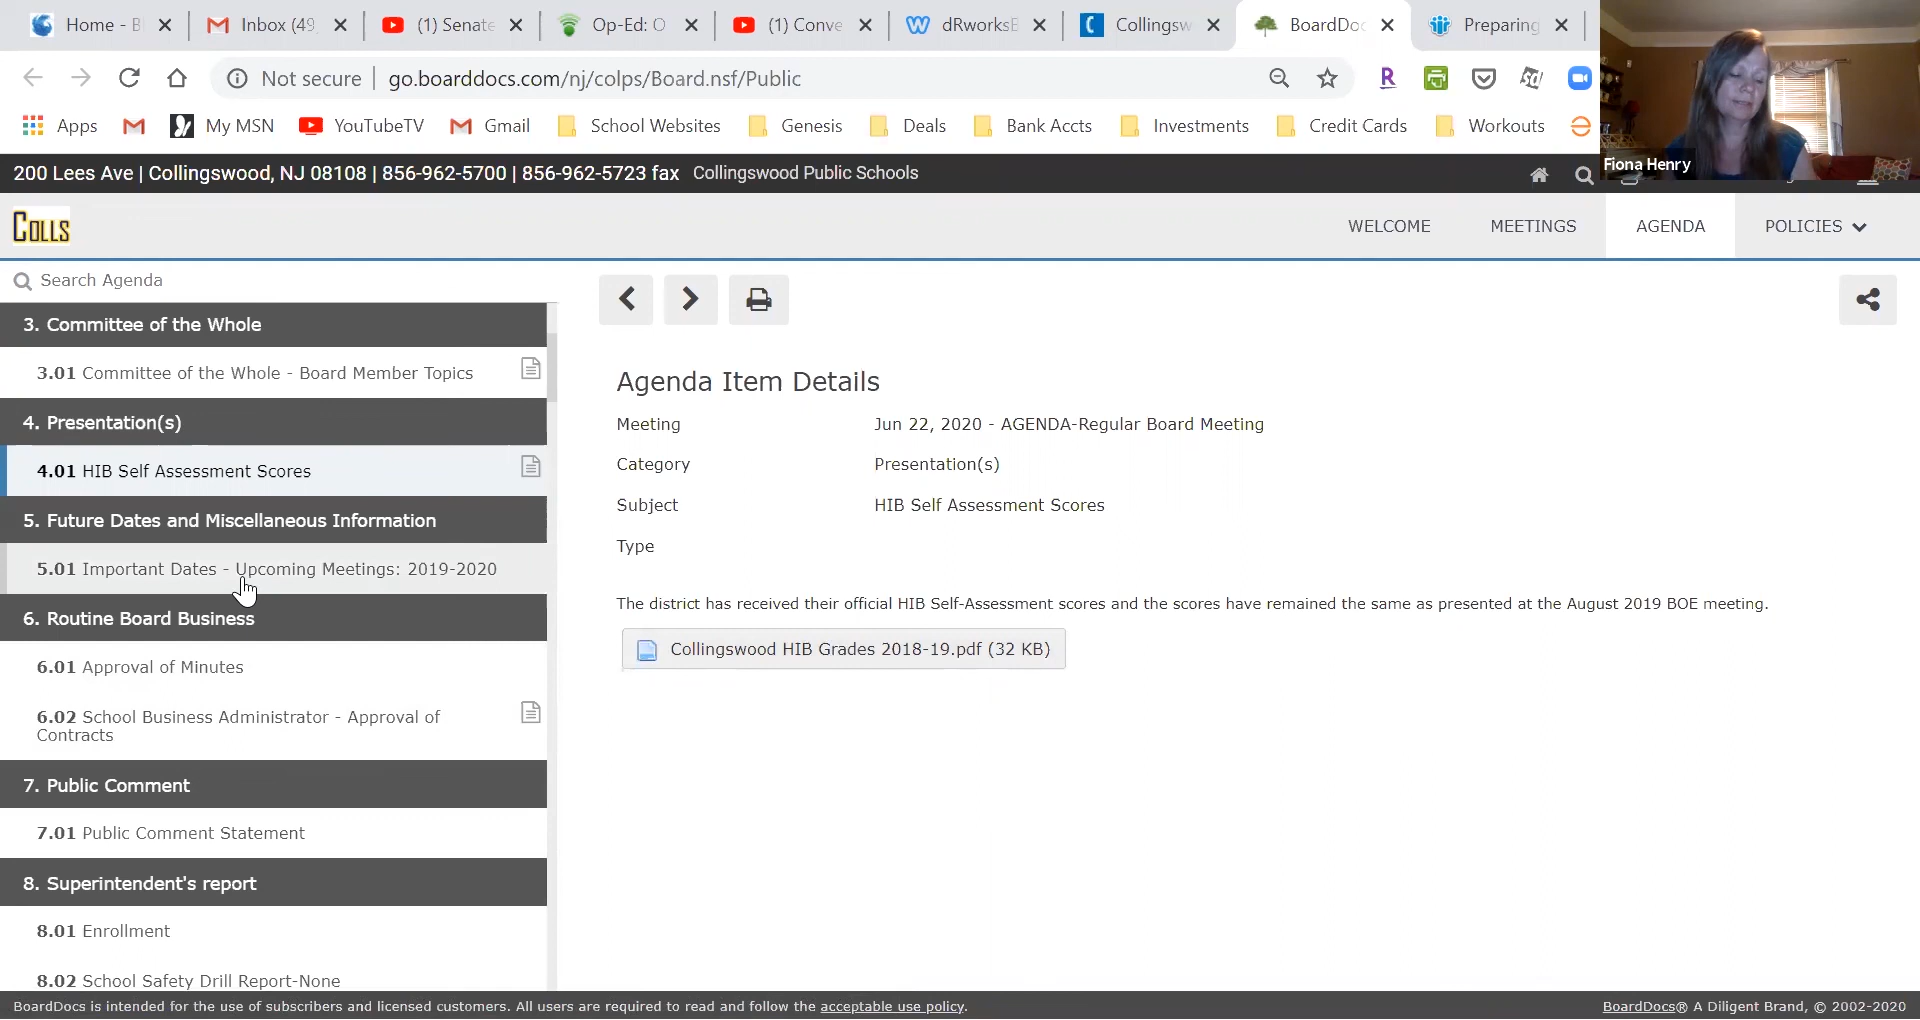 Home - B
Inbox (49
(1) Senate
Op-Ed: O
(1) Conve
dRworksB
Collingsw
BoardDoc
Preparing
Not secure | go.boarddocs.com/nj/colps/Board.nsf/Public
Apps
My MSN
YouTubeTV
Gmail
School Websites
Genesis
Deals
Bank Accts
Investments
Credit Cards
Workouts
Fiona Henry
200 Lees Ave | Collingswood, NJ 08108 | 856-962-5700 | 856-962-5723 fax Collingswood Public Schools
COLLS
WELCOME
MEETINGS
AGENDA
POLICIES
Search Agenda
3. Committee of the Whole
3.01 Committee of the Whole - Board Member Topics
4. Presentation(s)
4.01 HIB Self Assessment Scores
5. Future Dates and Miscellaneous Information
5.01 Important Dates - Upcoming Meetings: 2019-2020
6. Routine Board Business
6.01 Approval of Minutes
6.02 School Business Administrator - Approval of
Contracts
7. Public Comment
7.01 Public Comment Statement
8. Superintendent's report
8.01 Enrollment
8.02 School Safety Drill Report-None
Agenda Item Details
Meeting Jun 22, 2020 - AGENDA-Regular Board Meeting
Category Presentation(s)
Subject HIB Self Assessment Scores
Type
The district has received their official HIB Self-Assessment scores and the scores have remained the same as presented at the August 2019 BOE meeting.
Collingswood HIB Grades 2018-19.pdf (32 KB)
BoardDocs is intended for the use of subscribers and licensed customers. All users are required to read and follow the acceptable use policy.
BoardDocs® A Diligent Brand, © 2002-2020